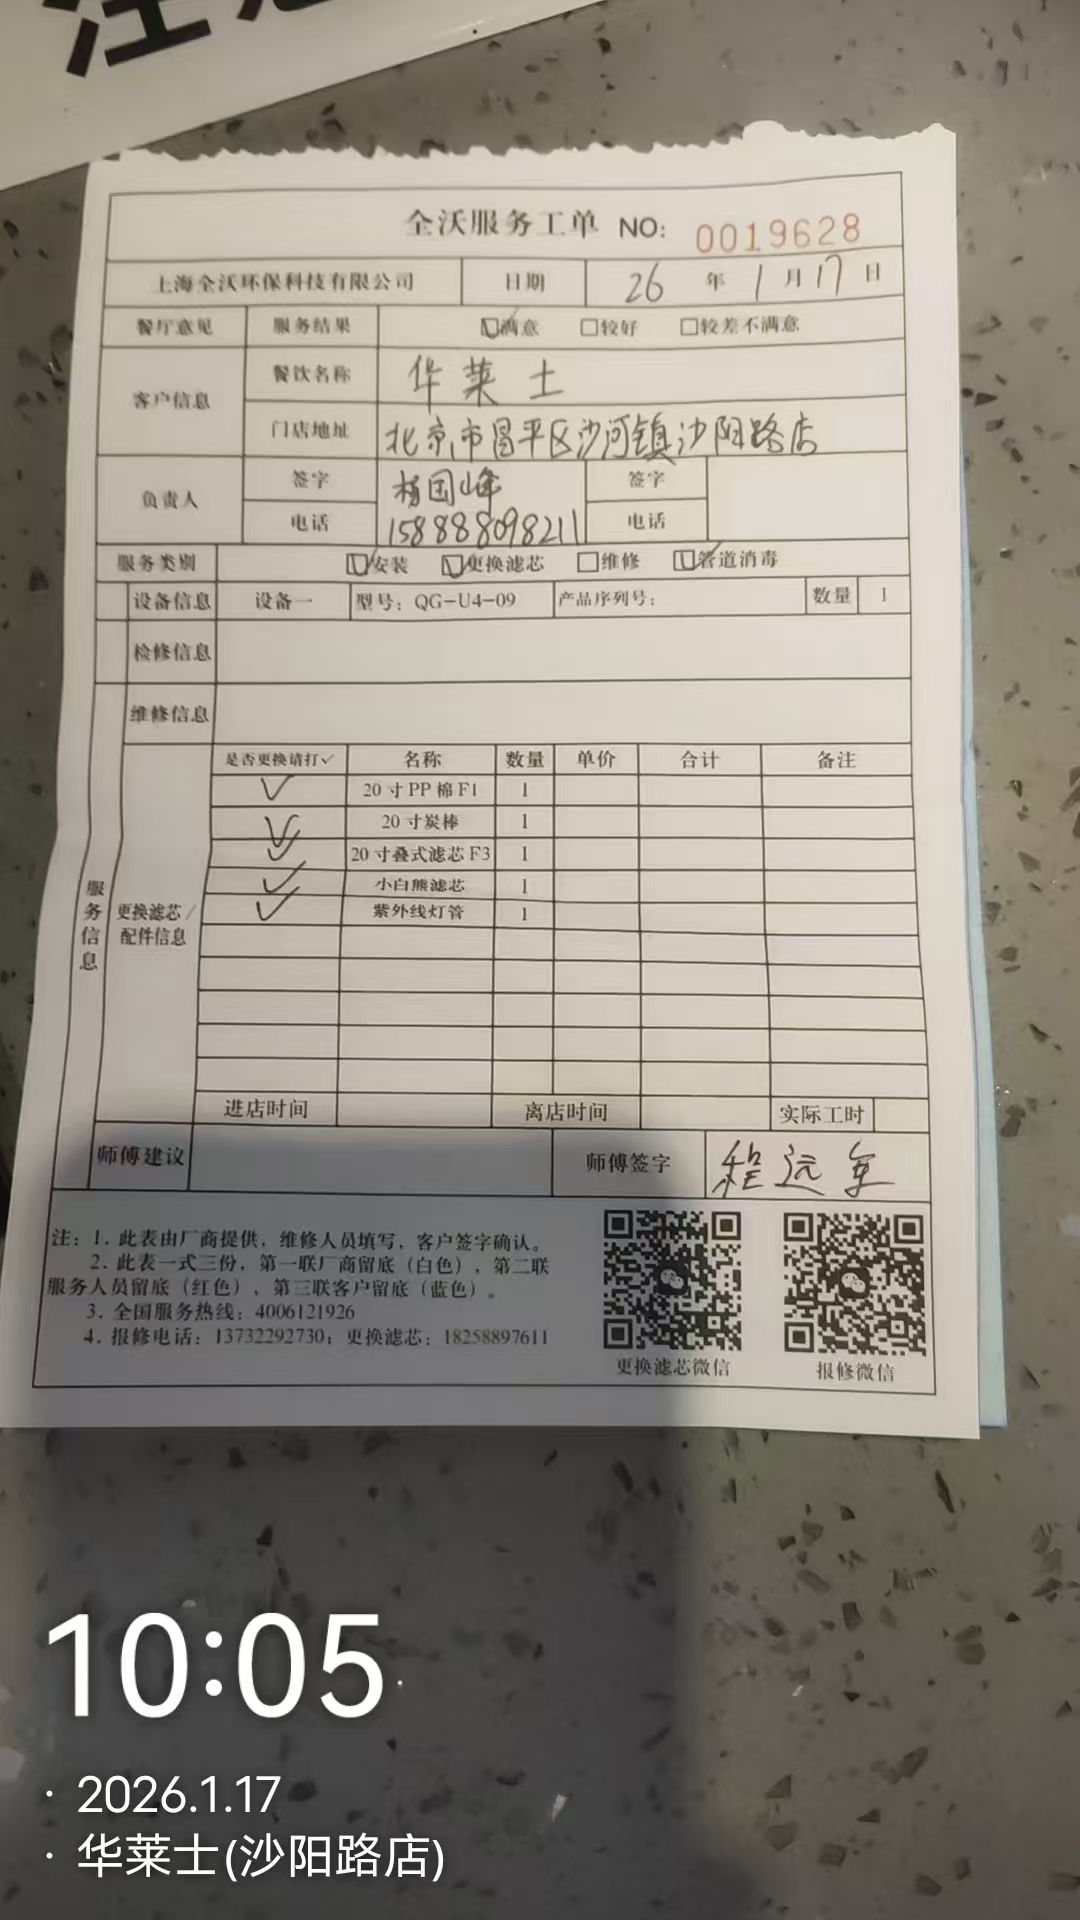 全沃服务工单 NO: 0019628
上海全沃环保科技有限公司 日期 26 年 1 月 17 日
餐厅意见 服务结果 ☑满意 □较好 □较差不满意
客户信息 餐饮名称 华莱士
门店地址 北京市昌平区沙河镇沙阳路店
负责人 签字 杨国峰 签字
电话 158888098211 电话
服务类别 ☑安装 ☑更换滤芯 □维修 ☑管道消毒
设备信息 设备一 型号：QG-U4-09 产品序列号： 数量 1
检修信息
维修信息
服务信息
更换滤芯/配件信息
是否更换请打✓ 名称 数量 单价 合计 备注
✓ 20寸PP棉F1 1
✓ 20寸炭棒 1
✓ 20寸叠式滤芯F3 1
✓ 小白熊滤芯 1
✓ 紫外线灯管 1
进店时间 离店时间 实际工时
师傅建议 师傅签字 程远
注：1. 此表由厂商提供，维修人员填写，客户签字确认。
2. 此表一式三份，第一联厂商留底（白色），第二联
服务人员留底（红色），第三联客户留底（蓝色）。
3. 全国服务热线：4006121926
4. 报修电话：13732292730；更换滤芯：18258897611
更换滤芯微信 报修微信
10:05
· 2026.1.17
· 华莱士(沙阳路店)